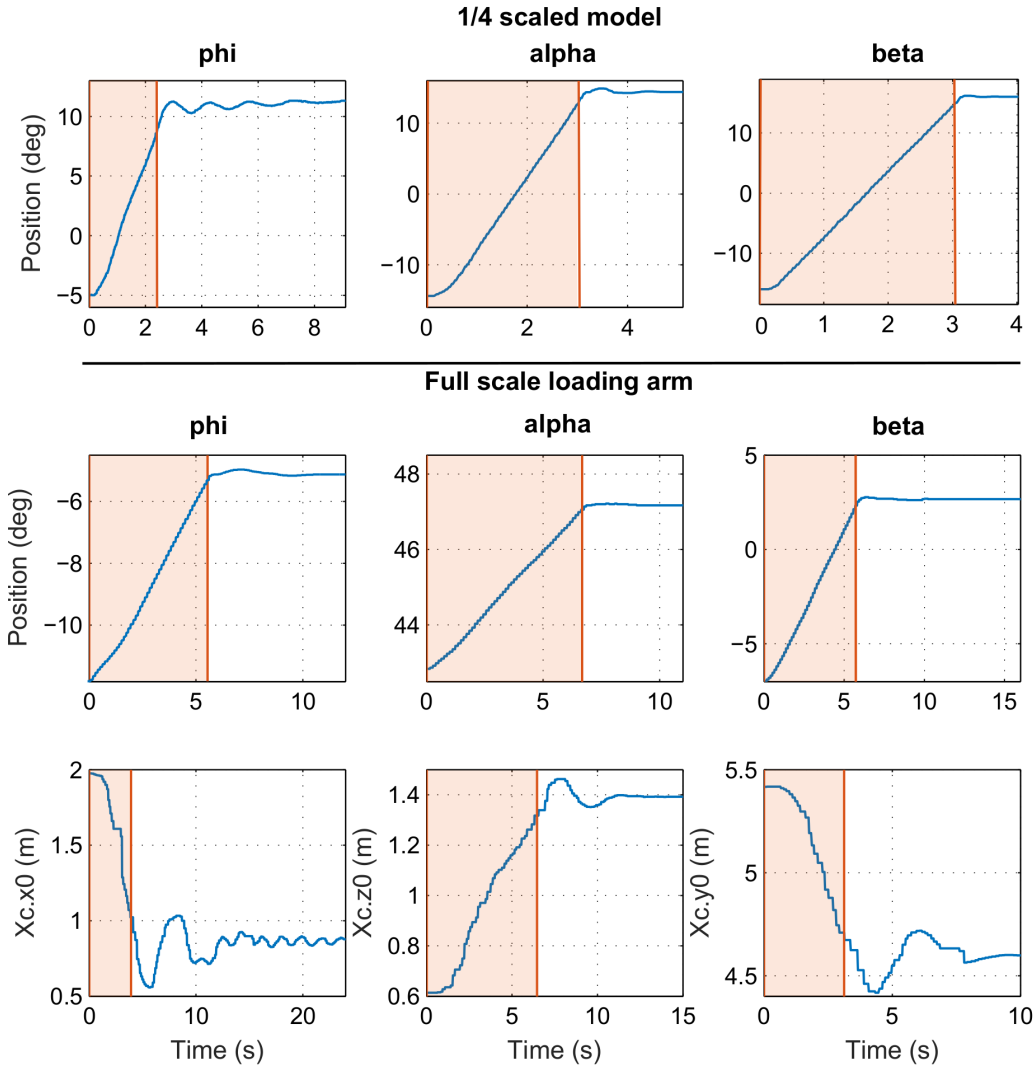 1/4 scaled model
phi alpha beta
Position (deg)
10
5
0
−5
0 2 4 6 8
10
0
−10
0 2 4
10
0
−10
0 1 2 3 4
Full scale loading arm
phi alpha beta
Position (deg)
−6
−8
−10
0 5 10
48
46
44
0 5 10
5
0
−5
0 5 10 15
Xc.x0 (m)
2
1.5
1
0.5
0 10 20
Time (s)
Xc.z0 (m)
1.4
1.2
1
0.8
0.6
0 5 10 15
Time (s)
Xc.y0 (m)
5.5
5
4.5
0 5 10
Time (s)